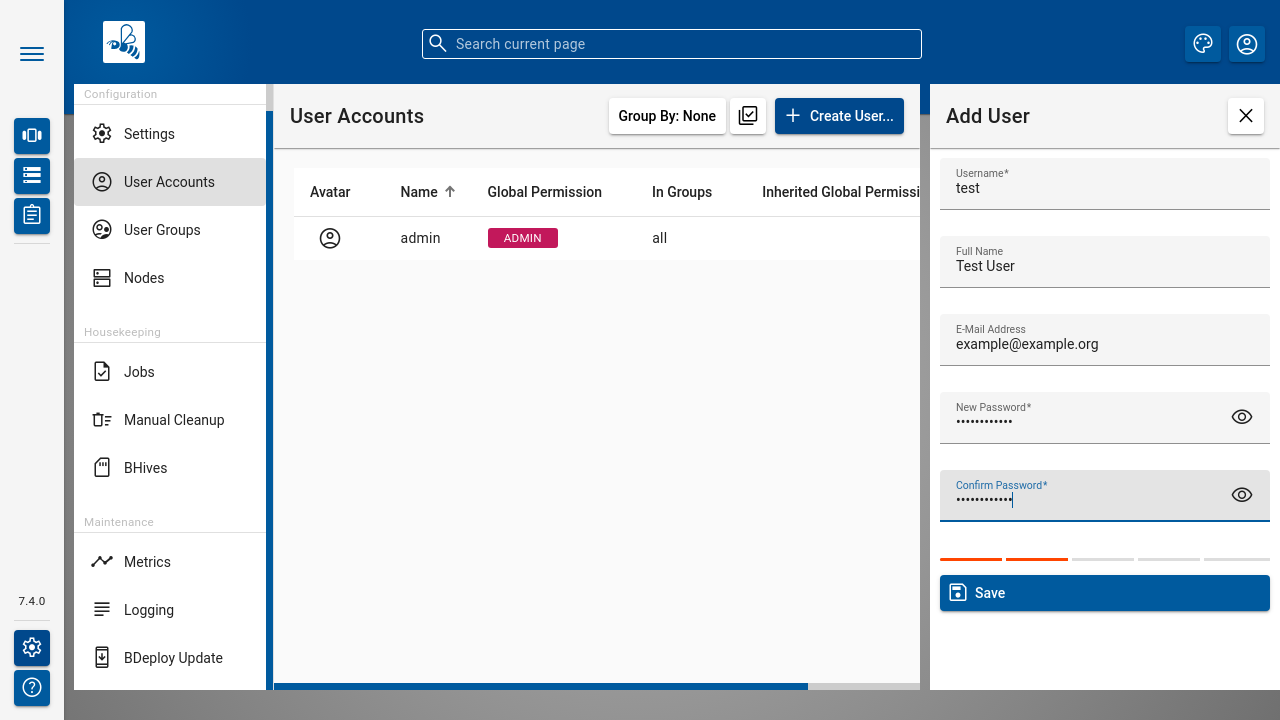 Search current page
Configuration
Settings
User Accounts
User Groups
Nodes
Housekeeping
Jobs
Manual Cleanup
BHives
Maintenance
Metrics
Logging
BDeploy Update
7.4.0
User Accounts
Group By: None
Create User...
Avatar
Name
Global Permission
In Groups
Inherited Global Permissi
admin
ADMIN
all
Add User
Username*
test
Full Name
Test User
E-Mail Address
example@example.org
New Password*
••••••••••••
Confirm Password*
••••••••••••
Save